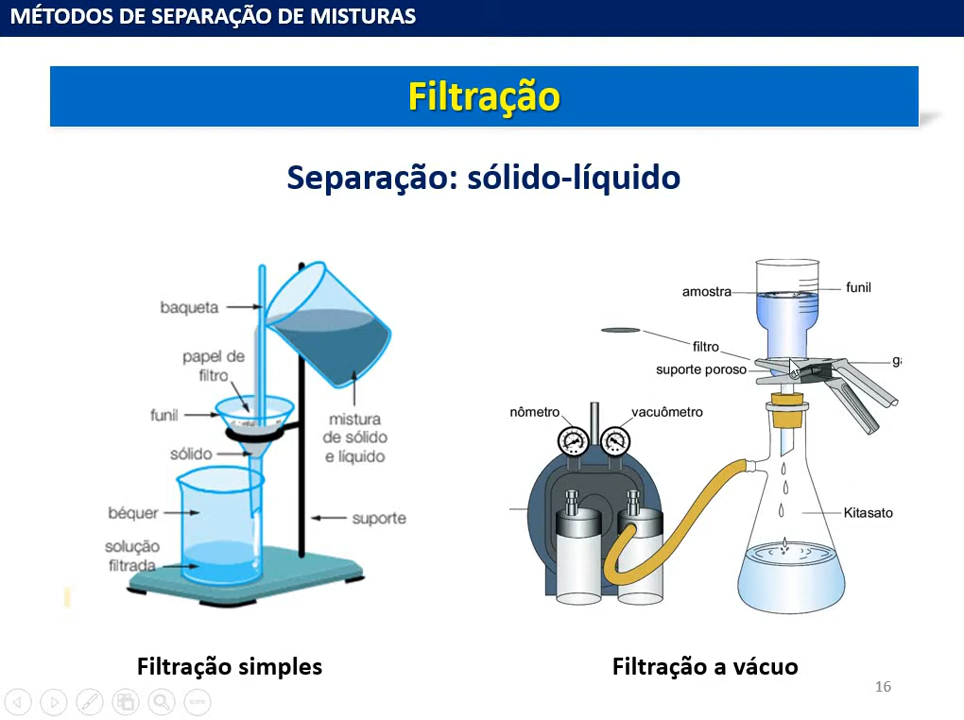 MÉTODOS DE SEPARAÇÃO DE MISTURAS
Filtração
Separação: sólido-líquido
baqueta
papel de
filtro
funil
sólido
béquer
solução
filtrada
mistura
de sólido
e líquido
suporte
Filtração simples
amostra
funil
filtro
suporte poroso
nômetro
vacuômetro
Kitasato
Filtração a vácuo
16